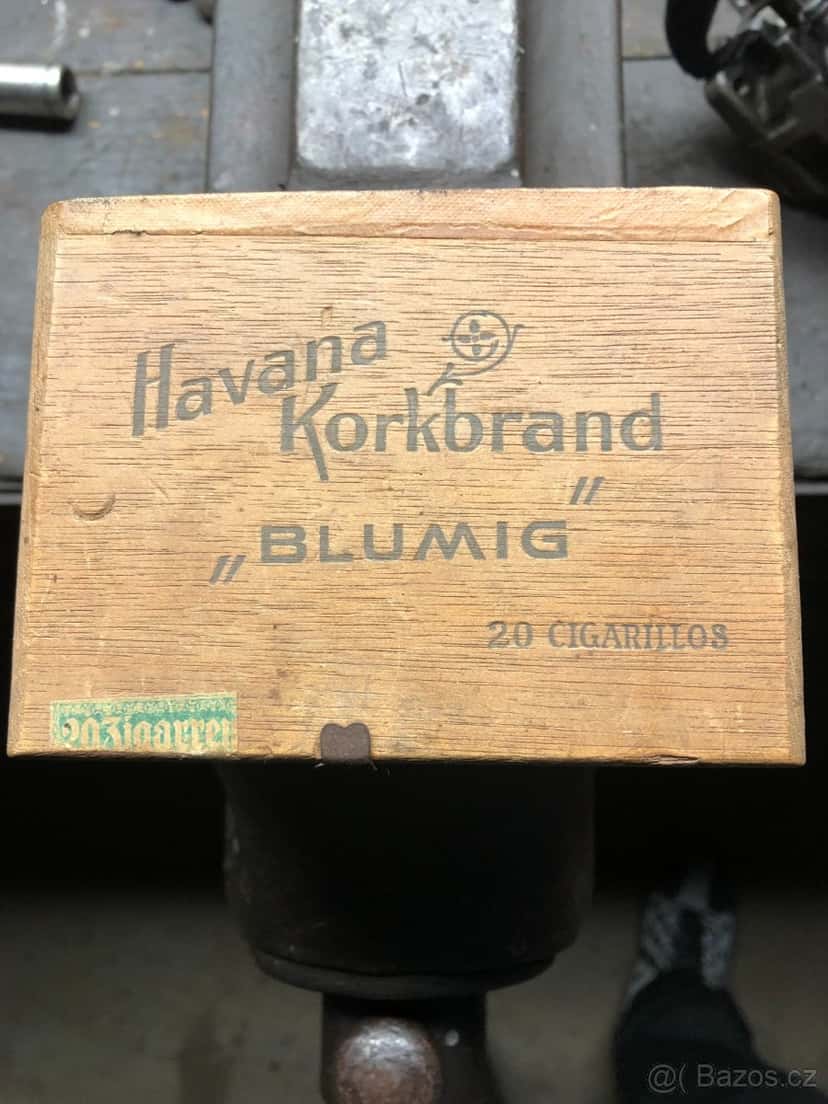 Havana
Korkbrand
„BLUMIG"
20 CIGARILLOS
20 Zigarren
@( Bazos.cz